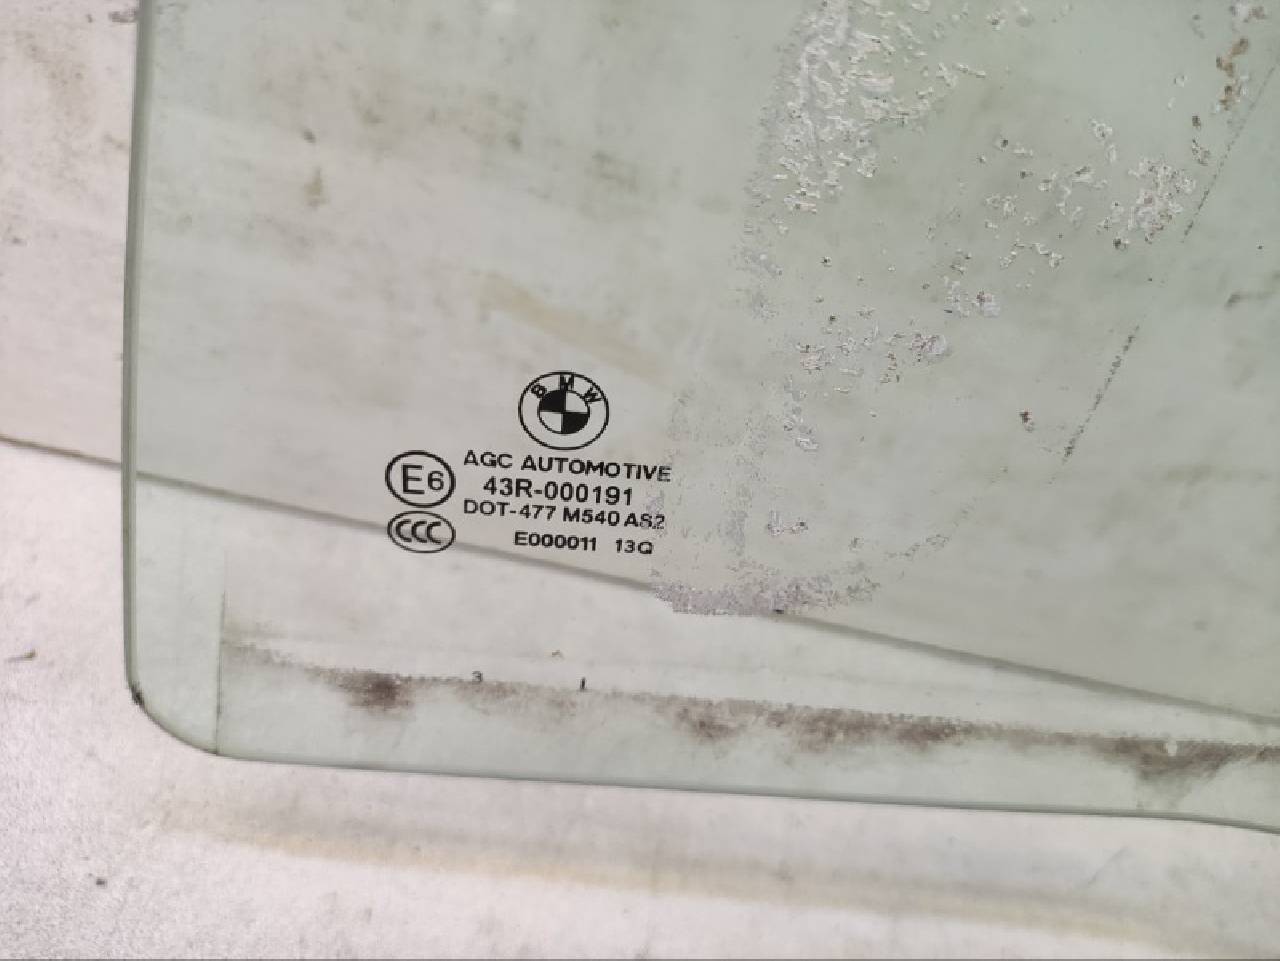 BMW
AGC AUTOMOTIVE
E6
43R-000191
DOT-477 M540 AS2
CCC
E000011 13Q
3